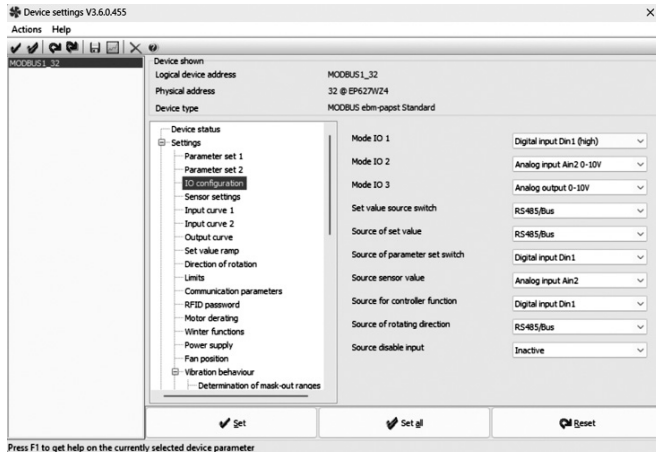 Device settings V3.6.0.455
Actions Help
MODBUS1_32
Device shown
Logical device address MODBUS1_32
Physical address 32 @ EP627WZ4
Device type MODBUS ebm-papst Standard
Device status
Settings
Parameter set 1
Parameter set 2
IO configuration
Sensor settings
Input curve 1
Input curve 2
Output curve
Set value ramp
Direction of rotation
Limits
Communication parameters
RFID password
Motor derating
Winter functions
Power supply
Fan position
Vibration behaviour
Determination of mask-out ranges
Mode IO 1 Digital input Din1 (high)
Mode IO 2 Analog input Ain2 0-10V
Mode IO 3 Analog output 0-10V
Set value source switch RS485/Bus
Source of set value RS485/Bus
Source of parameter set switch Digital input Din1
Source sensor value Analog input Ain2
Source for controller function Digital input Din1
Source of rotating direction RS485/Bus
Source disable input Inactive
Set Set all Reset
Press F1 to get help on the currently selected device parameter